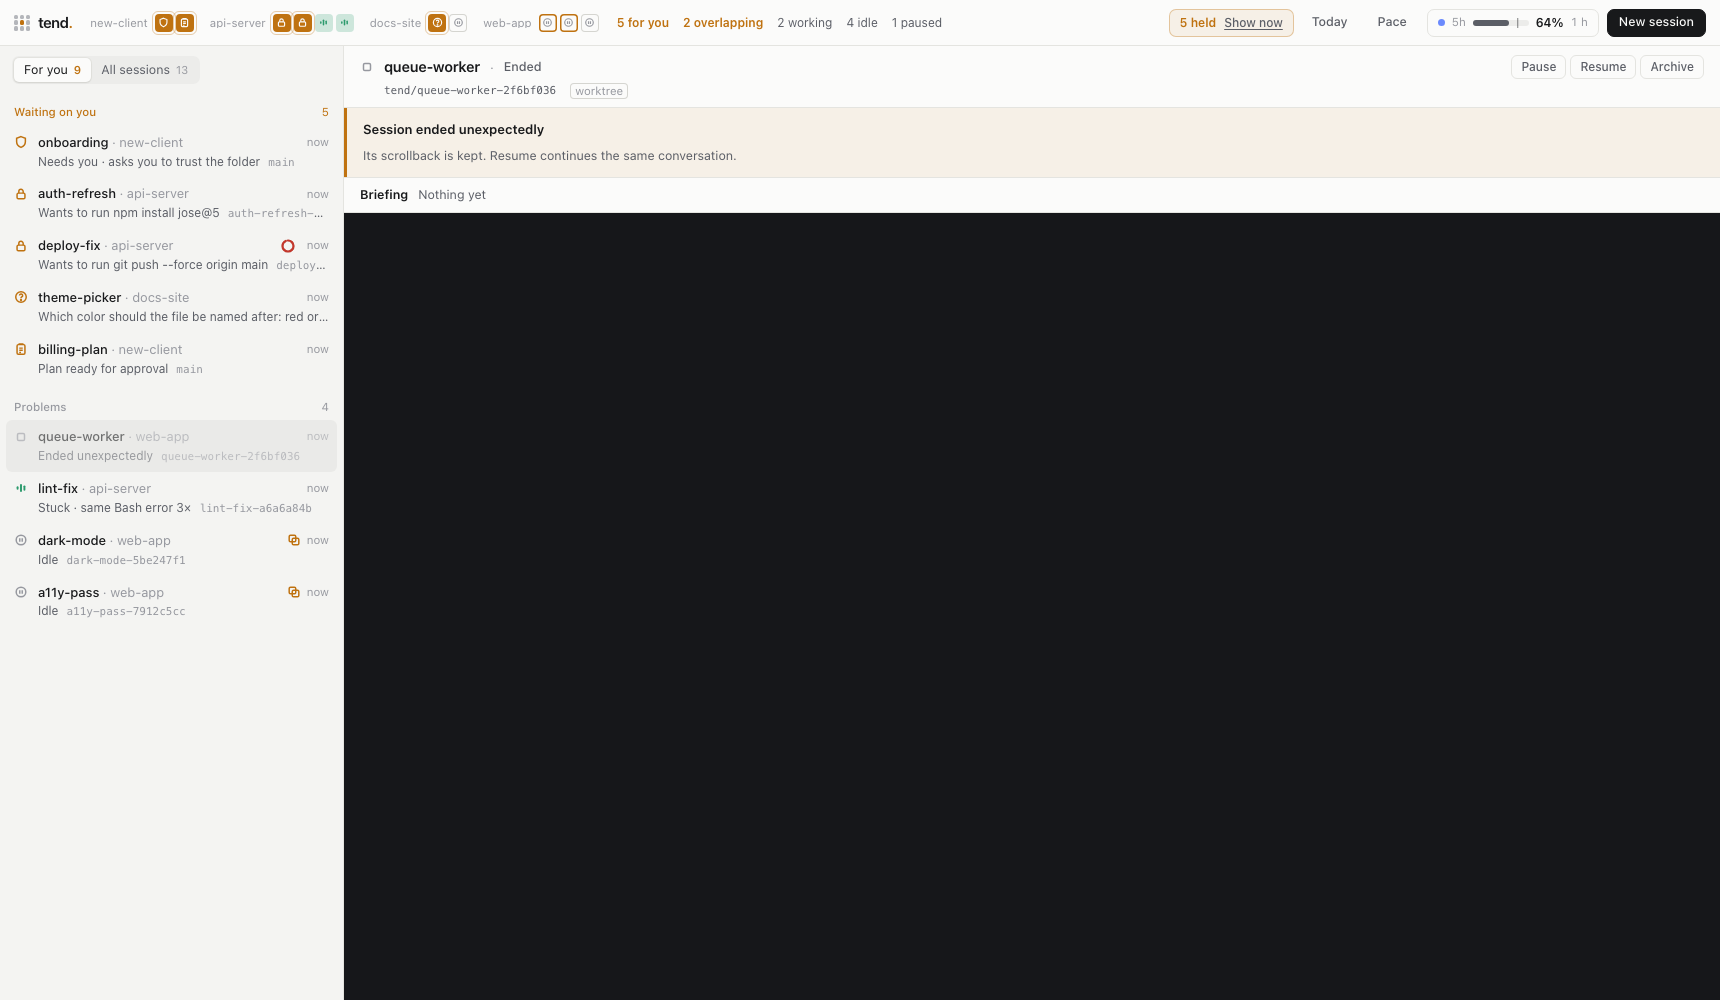 tend. new-client api-server docs-site web-app 5 for you 2 overlapping 2 working 4 idle 1 paused 5 held Show now Today Pace 5h 64% 1 h New session
For you 9 All sessions 13
Waiting on you 5
onboarding · new-client now
Needs you · asks you to trust the folder main
auth-refresh · api-server now
Wants to run npm install jose@5 auth-refresh-…
deploy-fix · api-server now
Wants to run git push --force origin main deploy…
theme-picker · docs-site now
Which color should the file be named after: red or…
billing-plan · new-client now
Plan ready for approval main
Problems 4
queue-worker · web-app now
Ended unexpectedly queue-worker-2f6bf036
lint-fix · api-server now
Stuck · same Bash error 3× lint-fix-a6a6a84b
dark-mode · web-app now
Idle dark-mode-5be247f1
a11y-pass · web-app now
Idle a11y-pass-7912c5cc
queue-worker · Ended Pause Resume Archive
tend/queue-worker-2f6bf036 worktree
Session ended unexpectedly
Its scrollback is kept. Resume continues the same conversation.
Briefing Nothing yet